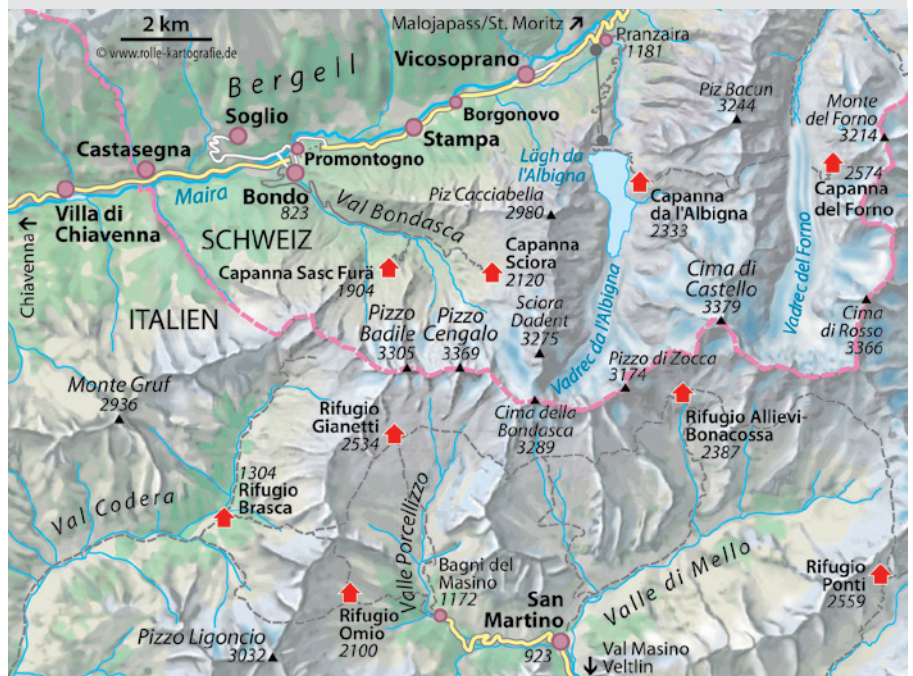 2 km
© www.rolle-kartografie.de
Malojapass/St. Moritz
Pranzaira
1181
Bergell
Vicosoprano
Piz Bacun
3244
Monte
del Forno
3214
Soglio
Borgonovo
Stampa
Castasegna
Promontogno
Lägh da
l'Albigna
2574
Capanna
del Forno
Maira
Bondo
823
Villa di
Chiavenna
Val Bondasca
Piz Cacciabella
2980
Capanna
da l'Albigna
2333
SCHWEIZ
Chiavenna
Capanna Sasc Furä
1904
Capanna
Sciora
2120
Cima di
Castello
3379
Vadrec del Forno
ITALIEN
Pizzo
Badile
3305
Pizzo
Cengalo
3369
Sciora
Dadent
3275
Vadrec da l'Albigna
Cima
di Rosso
3366
Pizzo di Zocca
3174
Monte Gruf
2936
Rifugio
Gianetti
2534
Cima della
Bondasca
3289
Rifugio Allievi-
Bonacossa
2387
1304
Rifugio
Brasca
Val Codera
Valle Porcellizzo
Bagni del
Masino
1172
Valle di Mello
Rifugio
Ponti
2559
San
Martino
923
Rifugio
Omio
2100
Pizzo Ligoncio
3032
Val Masino
Veltlin